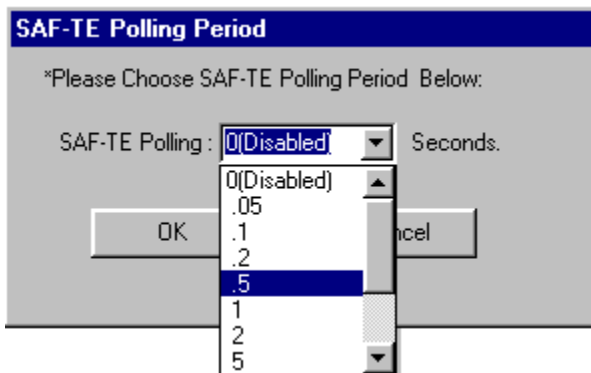 SAF-TE Polling Period
*Please Choose SAF-TE Polling Period Below:
SAF-TE Polling : 0(Disabled) Seconds.
0(Disabled)
.05
OK
.1
ncel
.2
.5
1
2
5